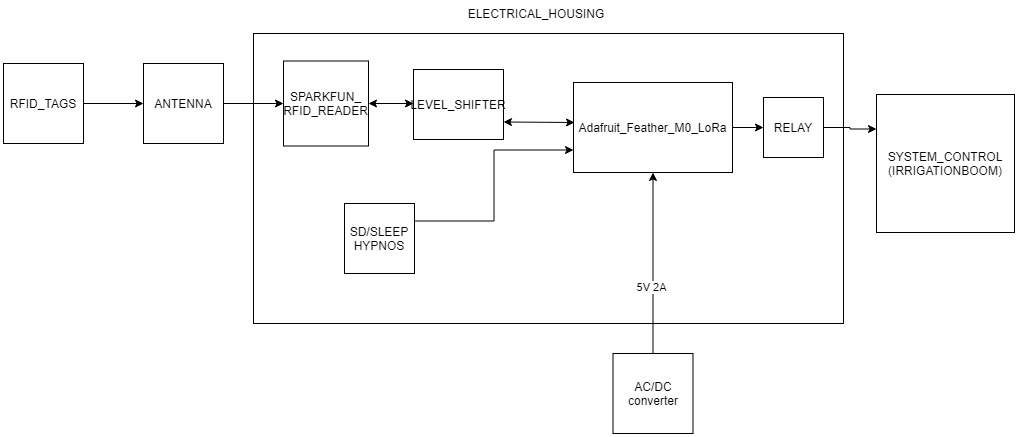 ELECTRICAL_HOUSING
RFID_TAGS
ANTENNA
SPARKFUN_
RFID_READER
LEVEL_SHIFTER
Adafruit_Feather_M0_LoRa
RELAY
SYSTEM_CONTROL
(IRRIGATIONBOOM)
SD/SLEEP
HYPNOS
5V 2A
AC/DC
converter